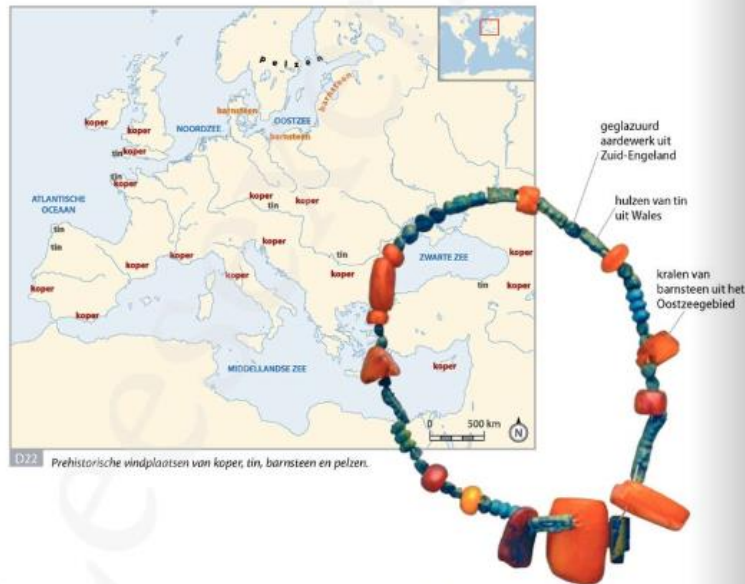 pelzen
barnsteen
barnsteen
OOSTZEE
barnsteen
NOORDZEE
koper
koper
tin
koper
tin
koper
ATLANTISCHE
OCEAAN
tin
tin
koper
tin
koper
koper
koper
koper
koper
koper
koper
koper
tin
koper
ZWARTE ZEE
koper
tin
koper
MIDDELLANDSE ZEE
koper
0 500 km
N
geglazuurd
aardewerk uit
Zuid-Engeland
hulzen van tin
uit Wales
kralen van
barnsteen uit het
Oostzeegebied
D22 Prehistorische vindplaatsen van koper, tin, barnsteen en pelzen.